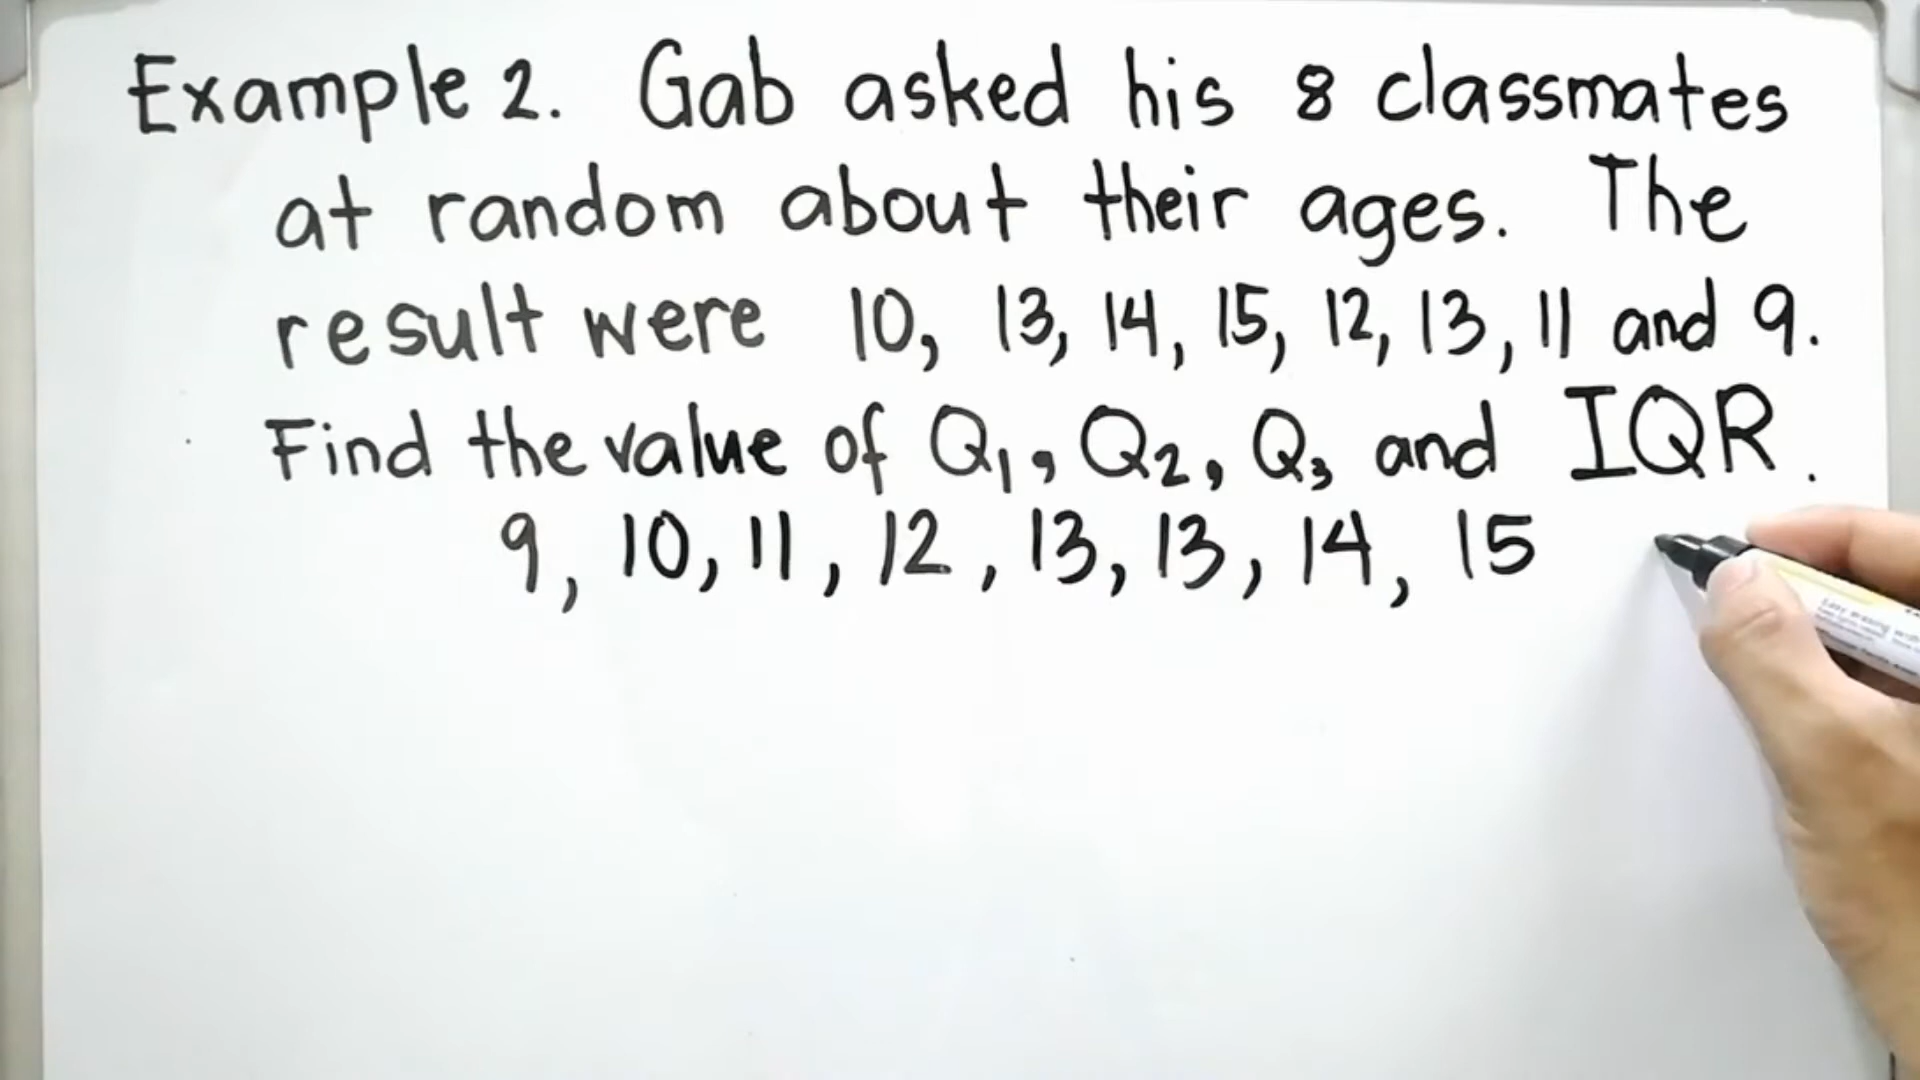 Example 2. Gab asked his 8 classmates
at random about their ages. The
result were 10, 13, 14, 15, 12, 13, 11 and 9.
Find the value of Q₁, Q₂, Q₃ and IQR.
9, 10, 11, 12, 13, 13, 14, 15